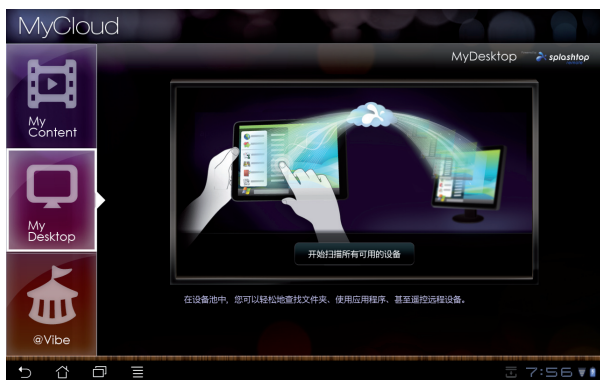 MyCloud
MyDesktop
splashtop
My
Content
My
Desktop
@Vibe
开始扫描所有可用的设备
在设备池中，您可以轻松地查找文件夹、使用应用程序、甚至遥控远程设备。
7:56